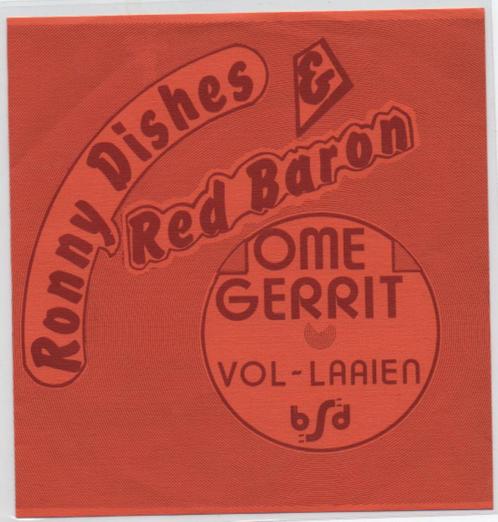 Ronny Dishes
&
Red Baron
OME
GERRIT
VOL-LAAIEN
bsd